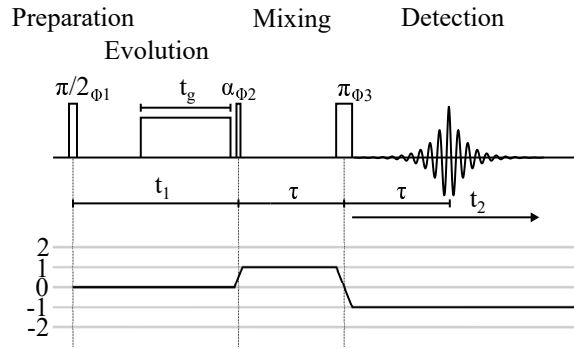 Preparation
Mixing
Detection
Evolution
π/2Φ1
tg
αΦ2
πΦ3
t1
τ
τ
t2
2
1
0
-1
-2